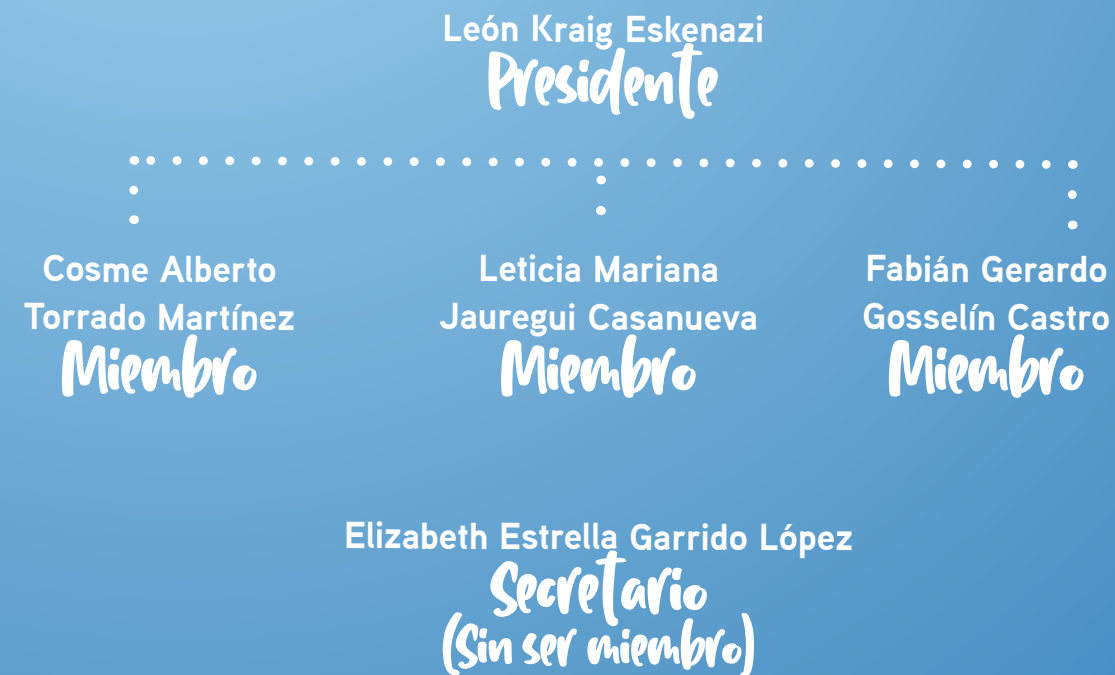 León Kraig Eskenazi
Presidente
Cosme Alberto
Torrado Martínez
Miembro
Leticia Mariana
Jauregui Casanueva
Miembro
Fabián Gerardo
Gosselín Castro
Miembro
Elizabeth Estrella Garrido López
Secretario
(Sin ser miembro)